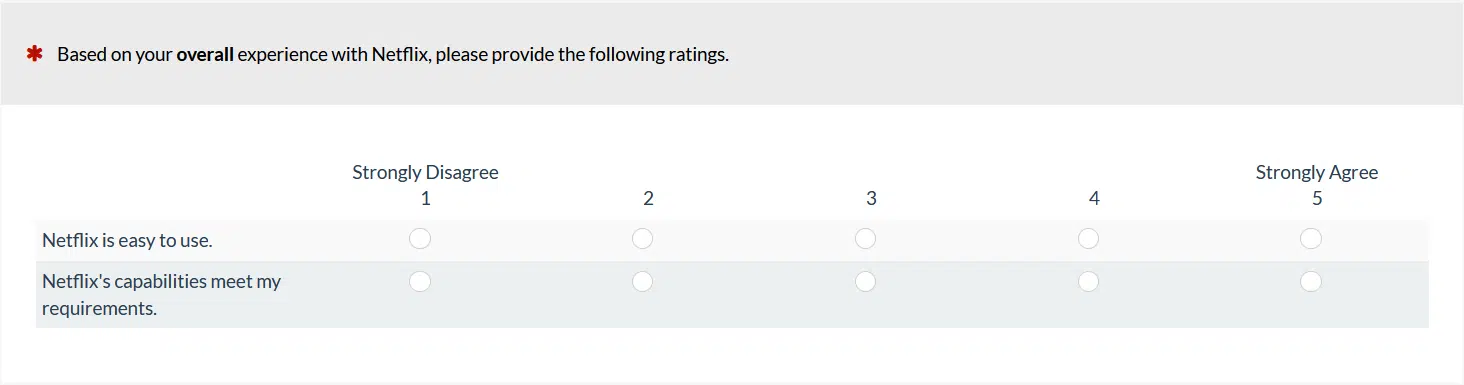 * Based on your overall experience with Netflix, please provide the following ratings.
Strongly Disagree Strongly Agree
1 2 3 4 5
Netflix is easy to use.
Netflix's capabilities meet my
requirements.